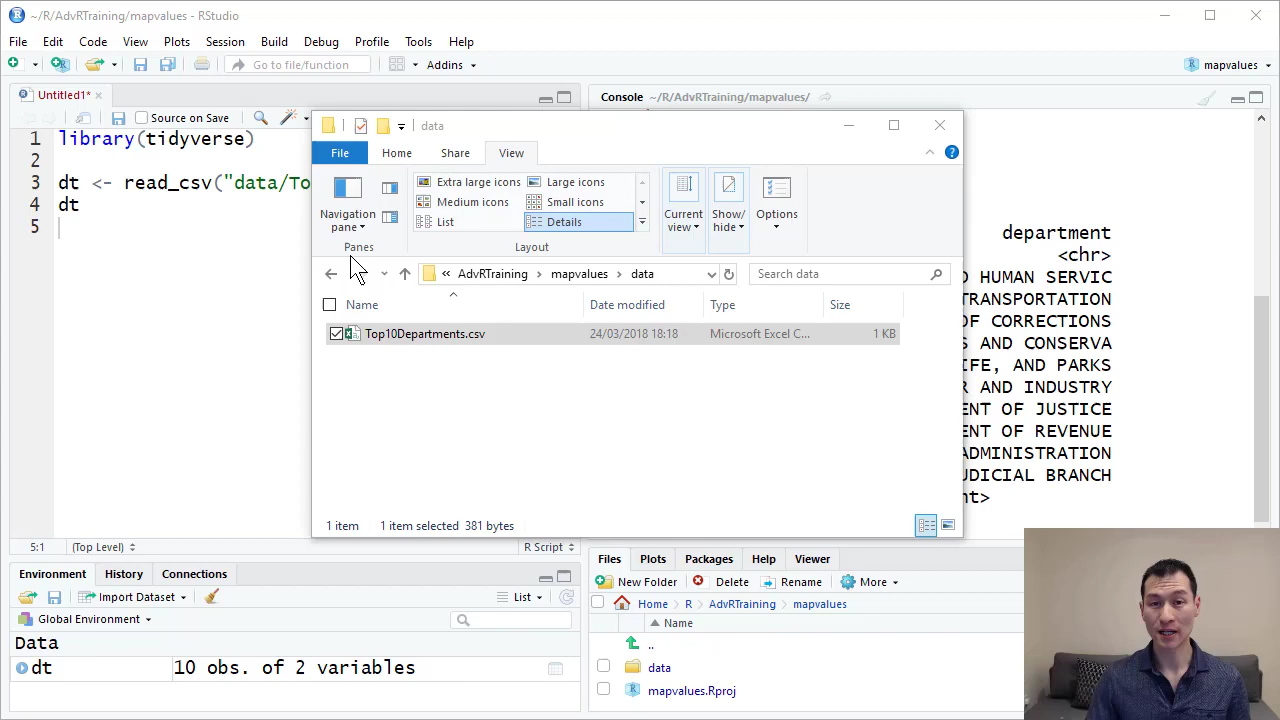 ~/R/AdvRTraining/mapvalues - RStudio
File Edit Code View Plots Session Build Debug Profile Tools Help
Go to file/function
Addins
mapvalues
Untitled1*
Source on Save
1 library(tidyverse)
2
3 dt <- read_csv("data/To
4 dt
5
5:1 (Top Level) R Script
Console ~/R/AdvRTraining/mapvalues/
department
<chr>
HUMAN SERVIC
TRANSPORTATION
OF CORRECTIONS
AND CONSERVA
IFE, AND PARKS
AND INDUSTRY
ENT OF JUSTICE
ENT OF REVENUE
ADMINISTRATION
UDICIAL BRANCH
nt>
data
File Home Share View
Navigation pane
Panes
Extra large icons Large icons
Medium icons Small icons
List Details
Layout
Current view
Show/ hide
Options
« AdvRTraining › mapvalues › data
Search data
Name Date modified Type Size
Top10Departments.csv 24/03/2018 18:18 Microsoft Excel C... 1 KB
1 item 1 item selected 381 bytes
Environment History Connections
Import Dataset List
Global Environment
Data
dt 10 obs. of 2 variables
Files Plots Packages Help Viewer
New Folder Delete Rename More
Home R AdvRTraining mapvalues
Name
..
data
mapvalues.Rproj